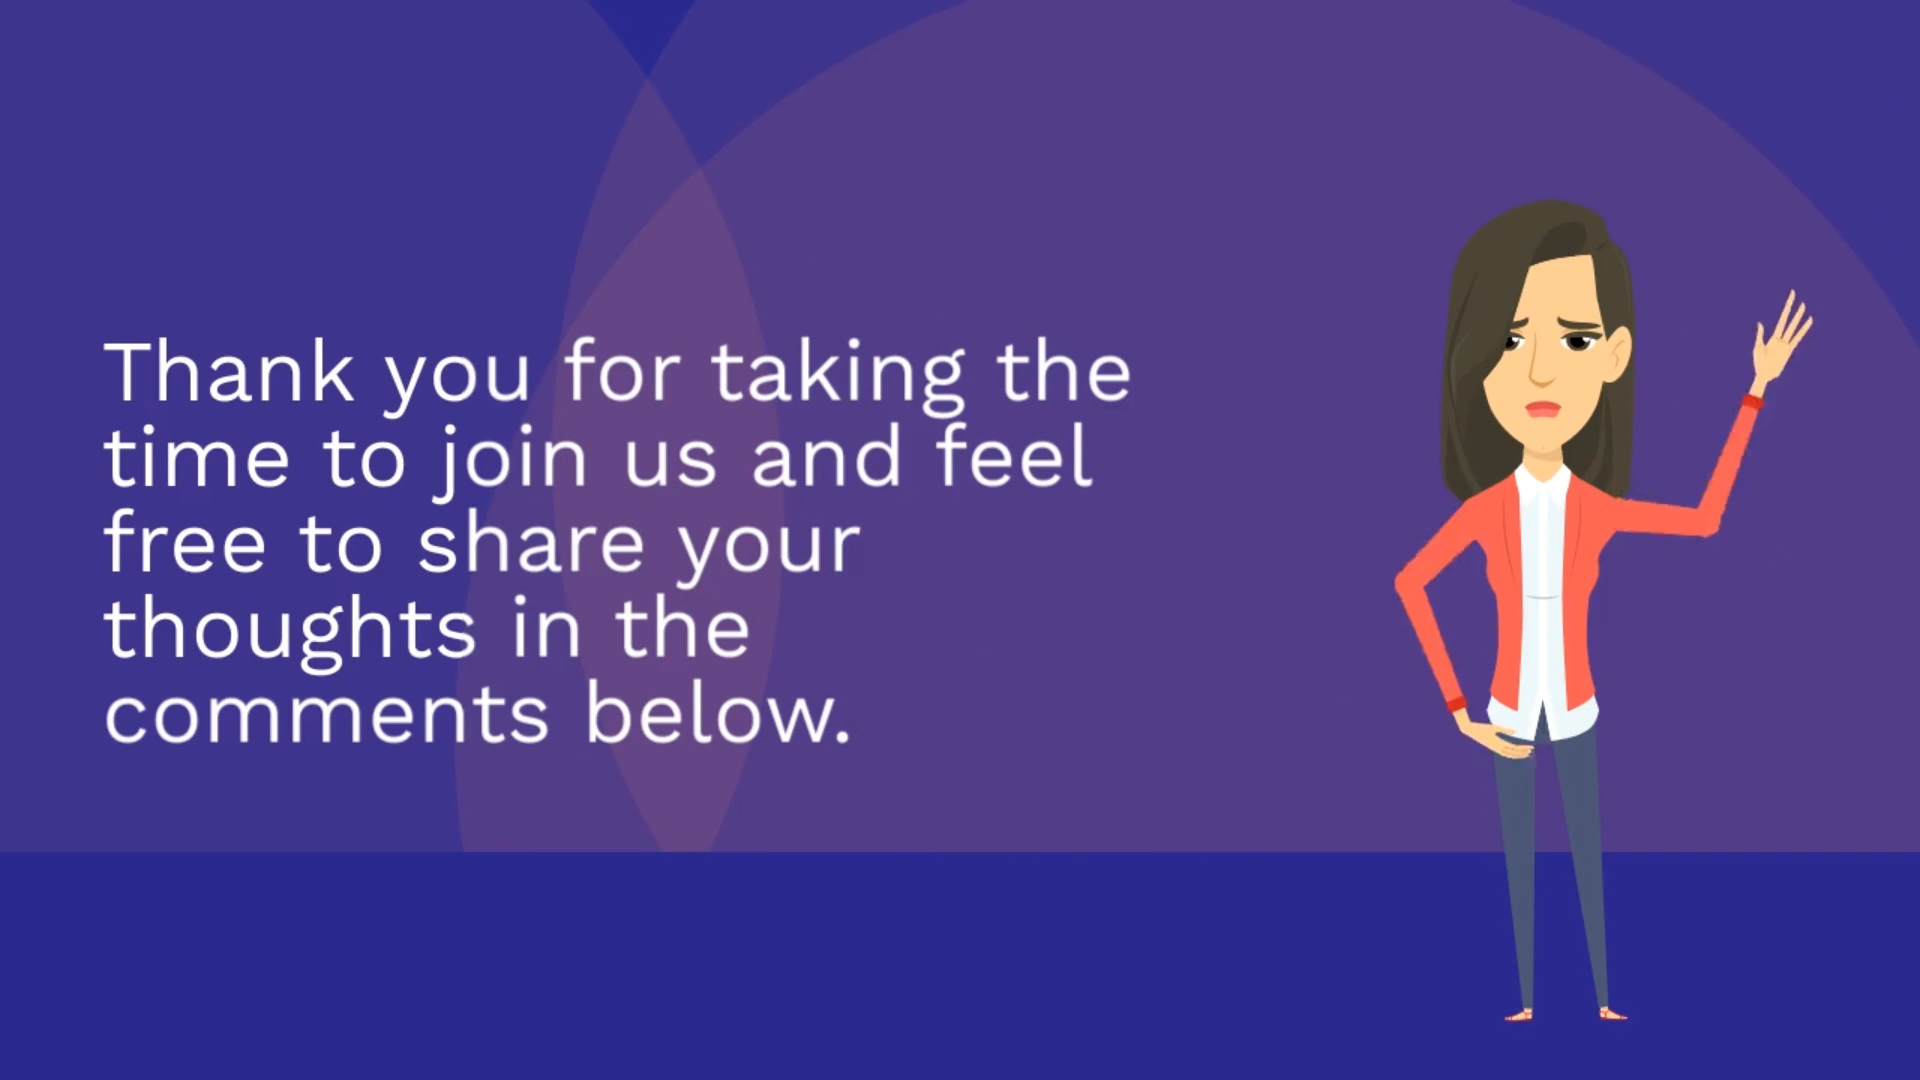 Thank you for taking the
time to join us and feel
free to share your
thoughts in the
comments below.